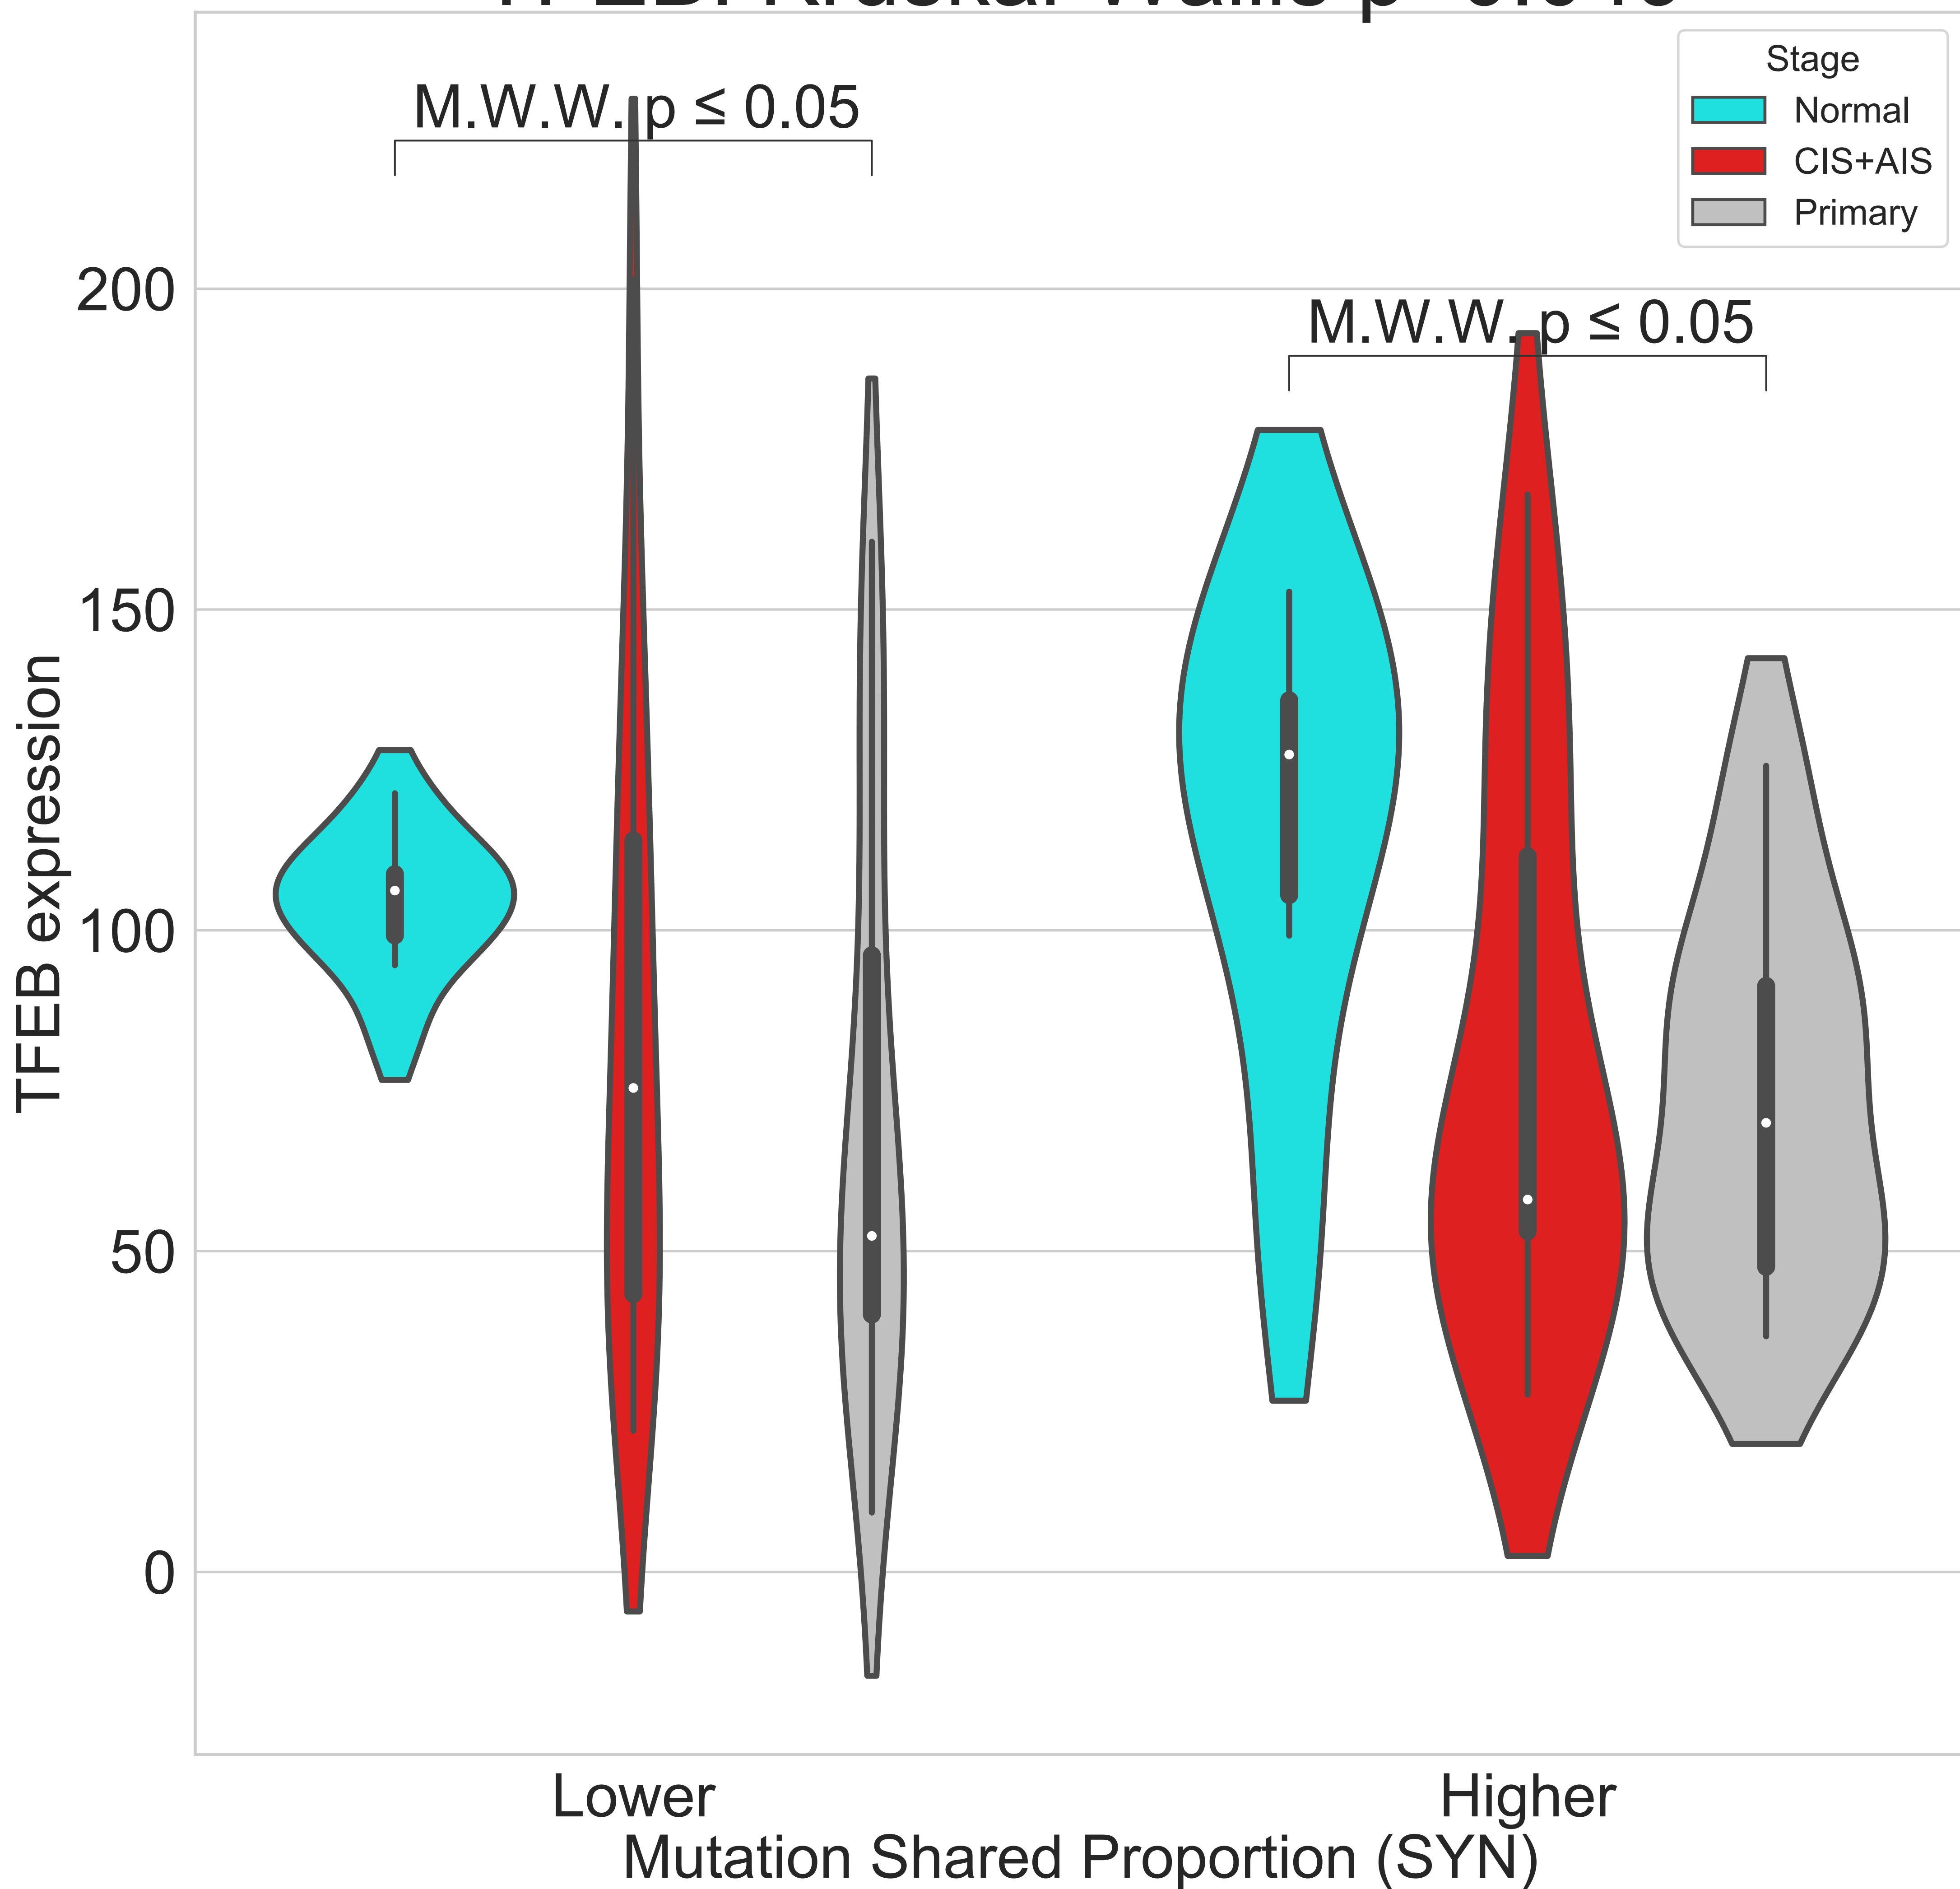 M.W.W. p ≤ 0.05
Stage
Normal
CIS+AIS
Primary
M.W.W. p ≤ 0.05
200
150
100
50
0
TFEB expression
Lower
Higher
Mutation Shared Proportion (SYN)